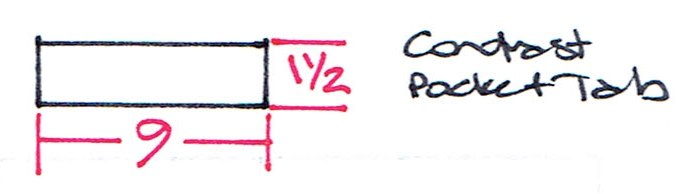 1 1/2
Contrast
Pocket Tab
9